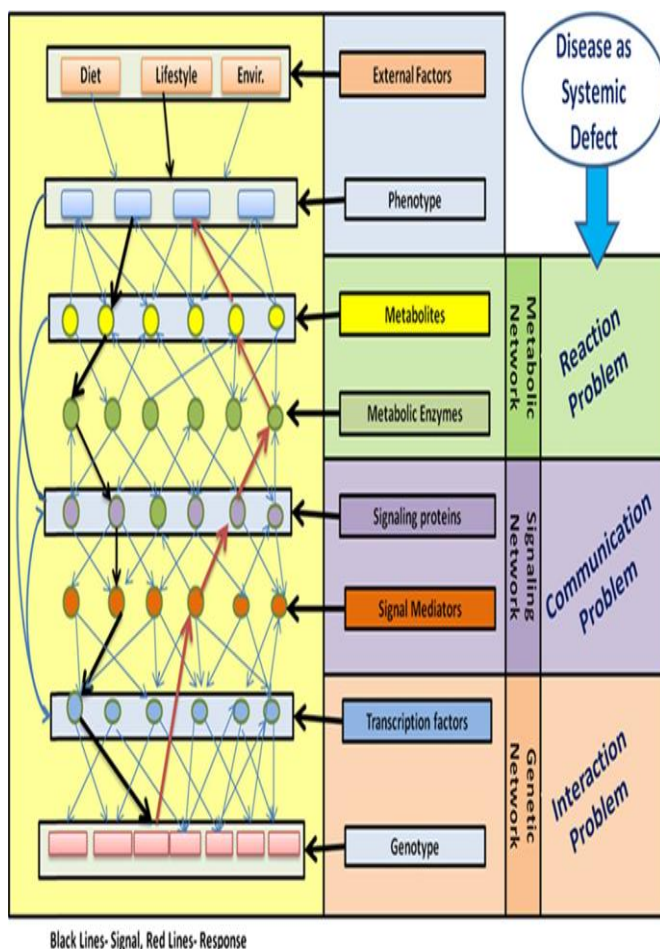 Diet Lifestyle Envir.
External Factors
Disease as
Systemic
Defect
Phenotype
Metabolites
Metabolic Enzymes
Metabolic
Network
Reaction
Problem
Signaling proteins
Signal Mediators
Signaling
Network
Communication
Problem
Transcription factors
Genotype
Genetic
Network
Interaction
Problem
Black Lines- Signal, Red Lines- Response